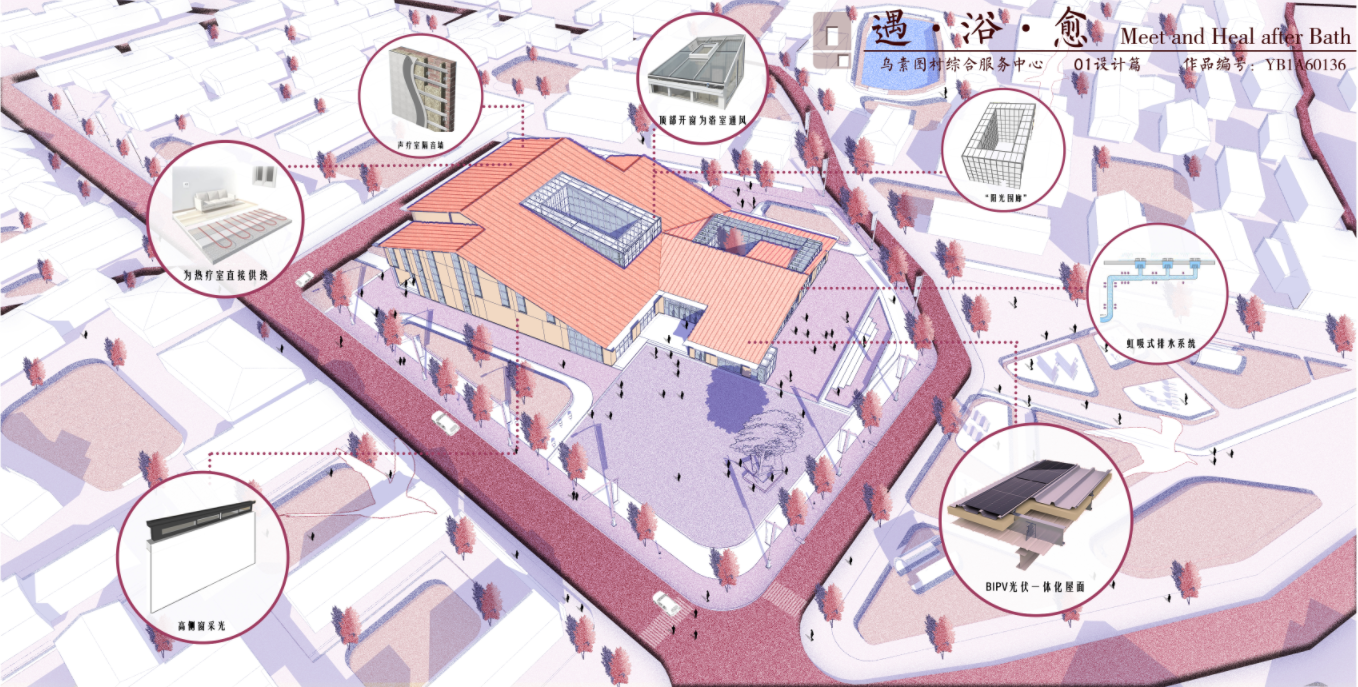 遇·浴·愈 Meet and Heal after Bath
乌素图村综合服务中心 01设计篇 作品编号：YB1A60136
声疗室隔音墙
顶部开窗为浴室通风
"阳光围廊"
为热疗室直接供热
虹吸式排水系统
BIPV光伏一体化屋面
高侧窗采光